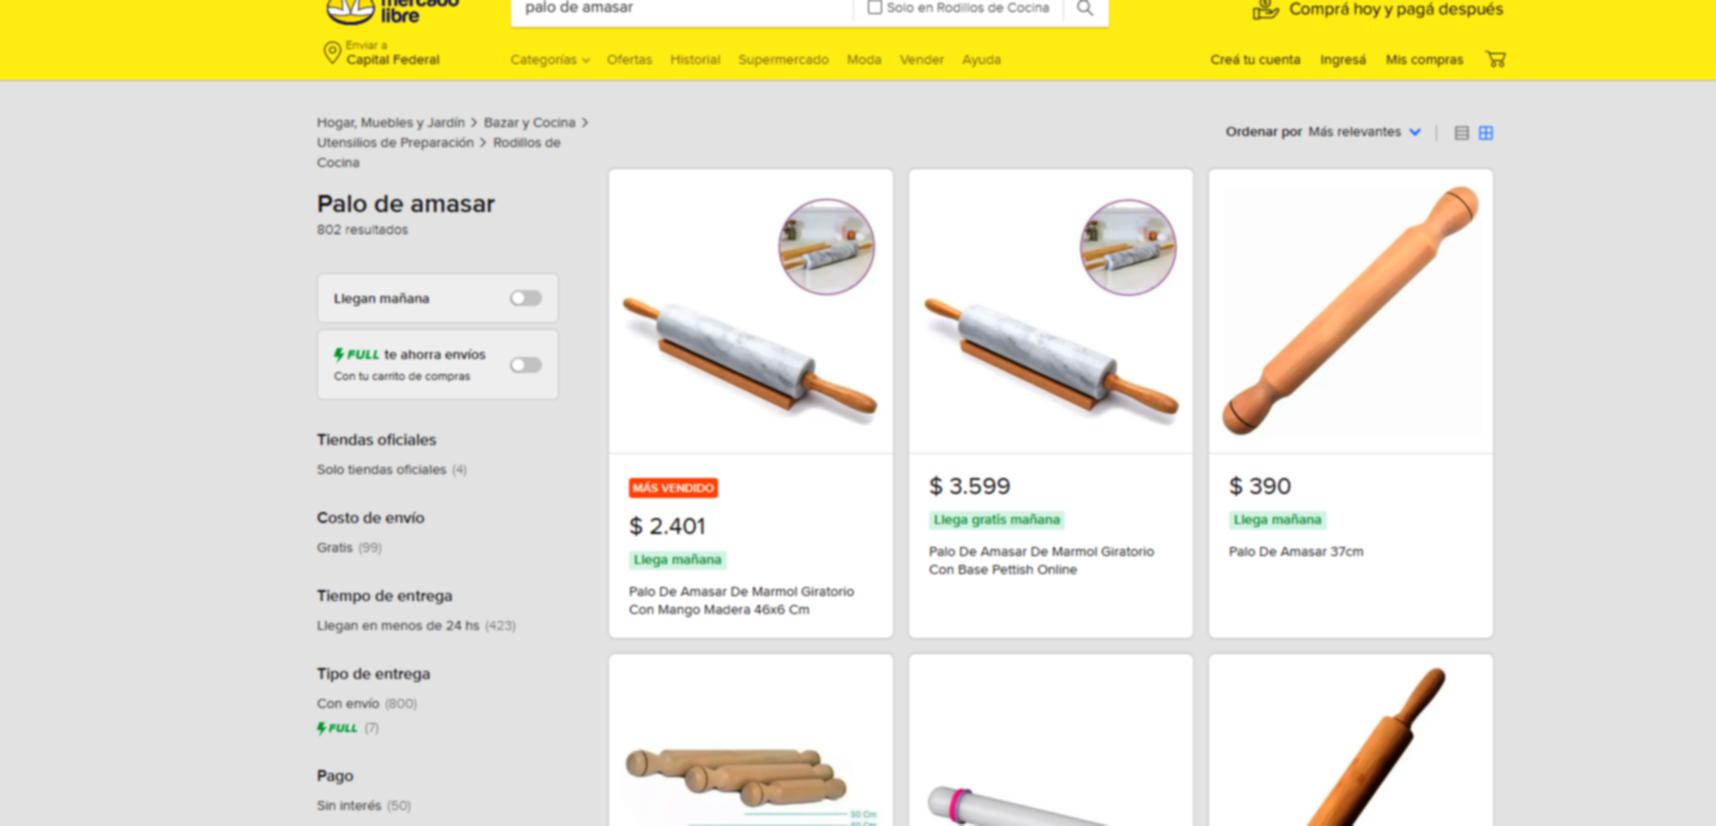 mercado
libre
palo de amasar
Solo en Rodillos de Cocina
Comprá hoy y pagá después
Enviar a
Capital Federal
Categorías
Ofertas
Historial
Supermercado
Moda
Vender
Ayuda
Creá tu cuenta
Ingresá
Mis compras
Hogar, Muebles y Jardín > Bazar y Cocina >
Utensilios de Preparación > Rodillos de
Cocina
Ordenar por Más relevantes
Palo de amasar
802 resultados
Llegan mañana
FULL te ahorra envíos
Con tu carrito de compras
Tiendas oficiales
Solo tiendas oficiales (4)
Costo de envío
Gratis (99)
Tiempo de entrega
Llegan en menos de 24 hs (423)
Tipo de entrega
Con envío (800)
FULL (7)
Pago
Sin interés (50)
MÁS VENDIDO
$ 2.401
Llega mañana
Palo De Amasar De Marmol Giratorio
Con Mango Madera 46x6 Cm
$ 3.599
Llega gratis mañana
Palo De Amasar De Marmol Giratorio
Con Base Pettish Online
$ 390
Llega mañana
Palo De Amasar 37cm
30 Cm